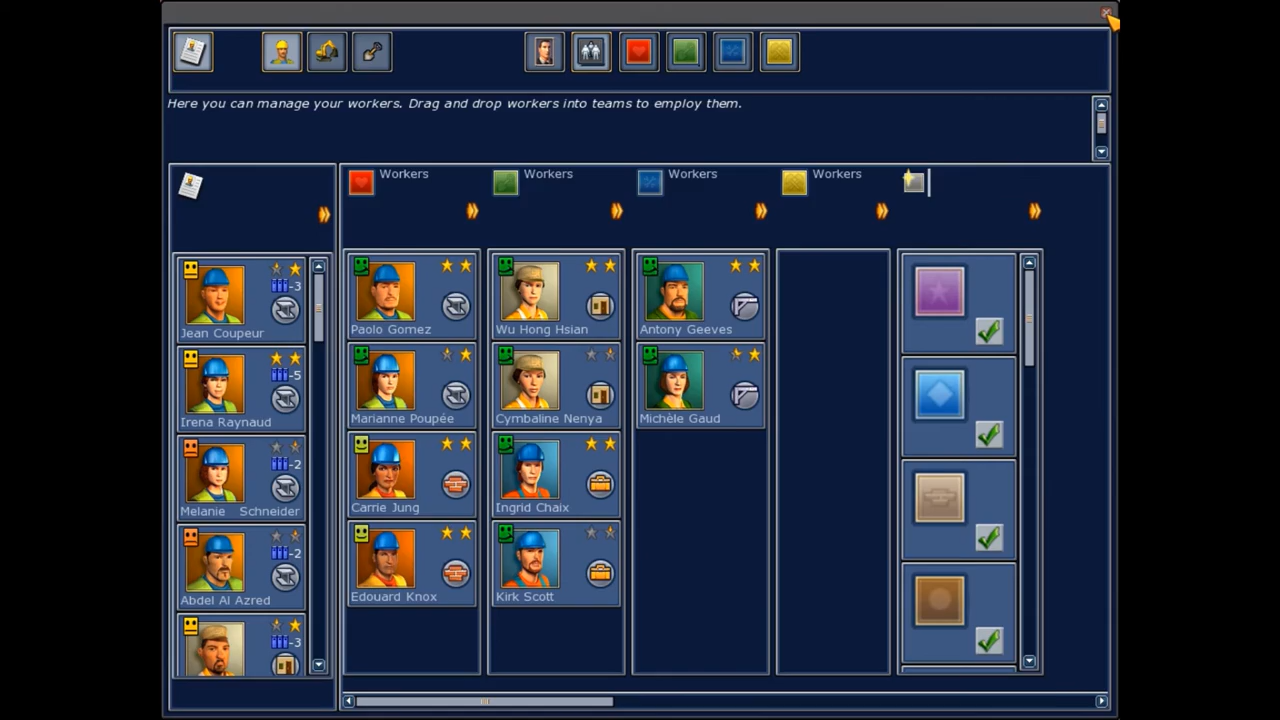 Here you can manage your workers. Drag and drop workers into teams to employ them.
Workers
Workers
Workers
Workers
-3
Jean Coupeur
-5
Irena Raynaud
-2
Melanie Schneider
-2
Abdel Al Azred
-3
Paolo Gomez
Marianne Poupée
Carrie Jung
Edouard Knox
Wu Hong Hsian
Cymbaline Nenya
Ingrid Chaix
Kirk Scott
Antony Geeves
Michèle Gaud